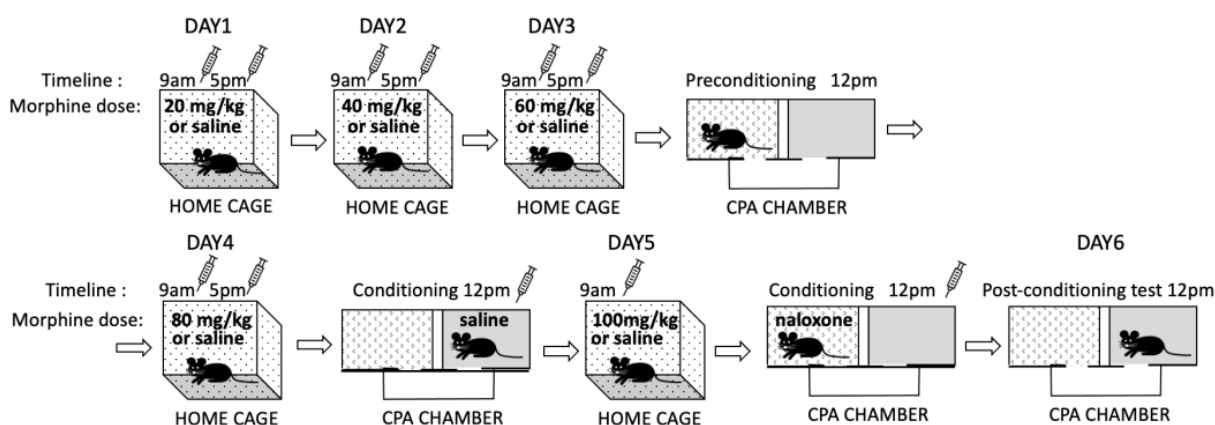 DAY1 DAY2 DAY3
Timeline : 9am 5pm 9am 5pm 9am 5pm Preconditioning 12pm
Morphine dose: 20 mg/kg 40 mg/kg 60 mg/kg
or saline or saline or saline
HOME CAGE HOME CAGE HOME CAGE CPA CHAMBER
DAY4 DAY5 DAY6
Timeline : 9am 5pm Conditioning 12pm 9am Conditioning 12pm Post-conditioning test 12pm
Morphine dose: 80 mg/kg saline 100mg/kg naloxone
or saline or saline
HOME CAGE CPA CHAMBER HOME CAGE CPA CHAMBER CPA CHAMBER